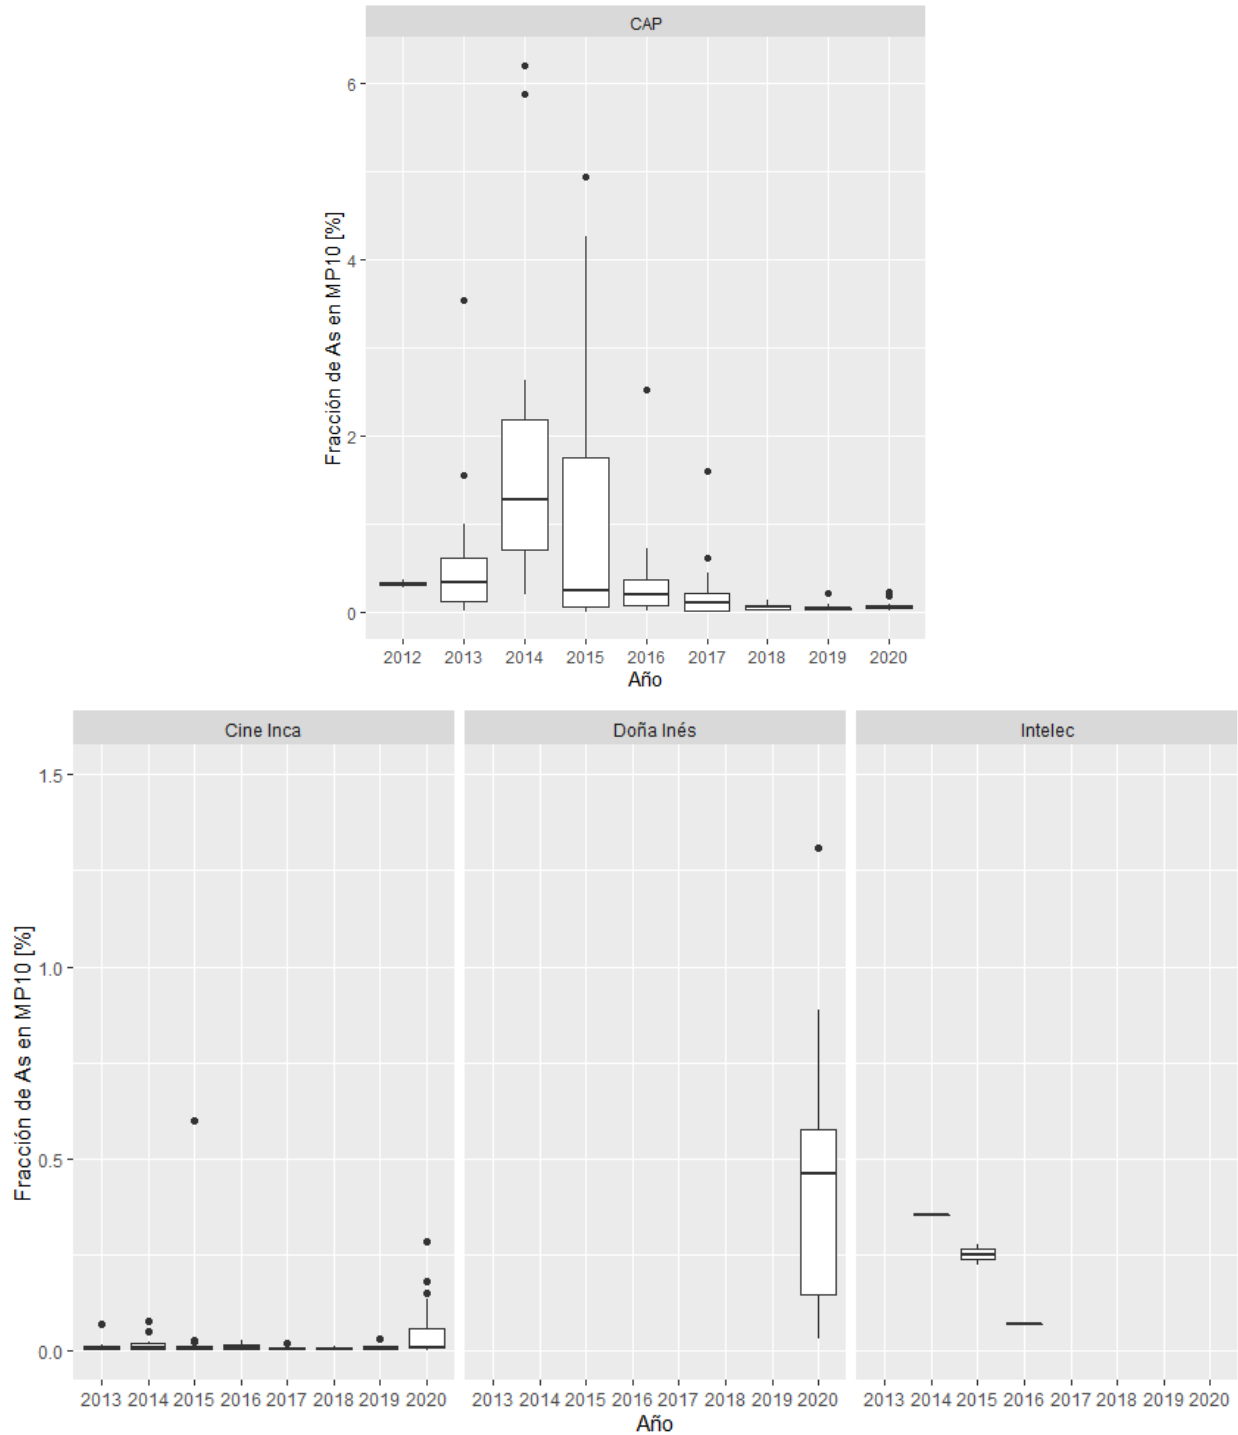 CAP
Fracción de As en MP10 [%]
6
4
2
0
2012 2013 2014 2015 2016 2017 2018 2019 2020
Año
Cine Inca Doña Inés Intelec
Fracción de As en MP10 [%]
1.5
1.0
0.5
0.0
2013 2014 2015 2016 2017 2018 2019 2020 2013 2014 2015 2016 2017 2018 2019 2020 2013 2014 2015 2016 2017 2018 2019 2020
Año